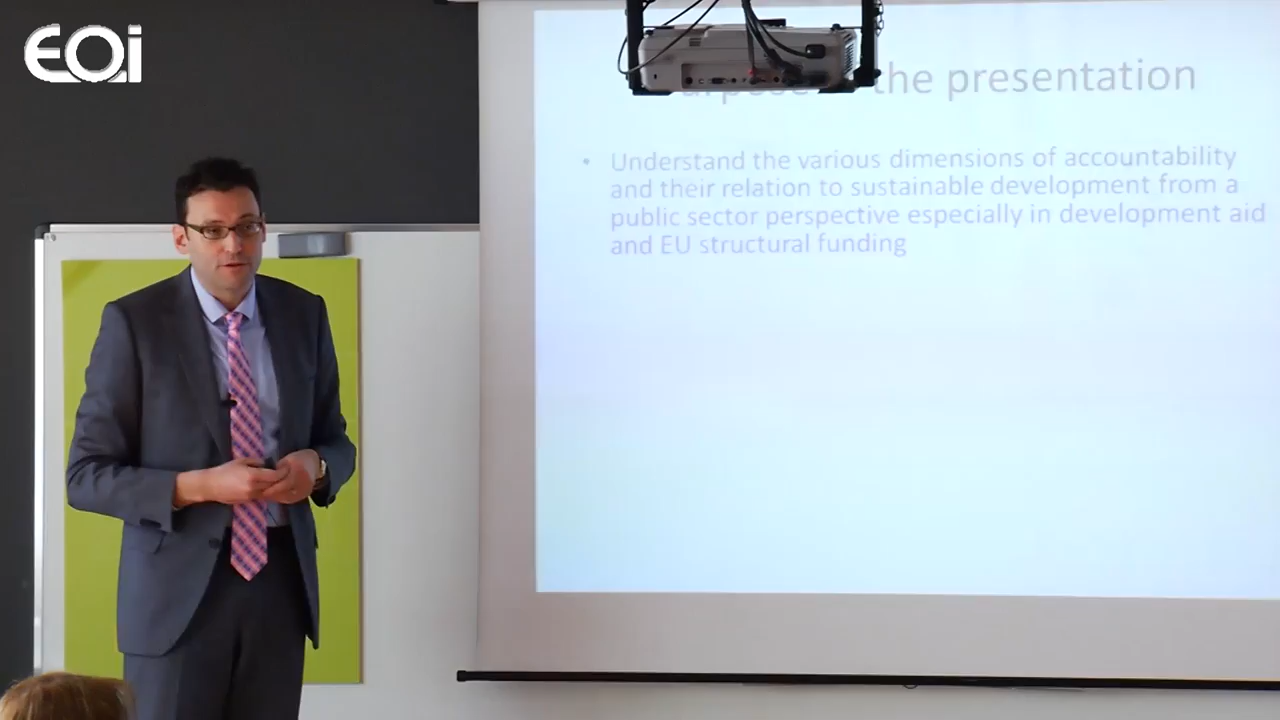 EOi
the presentation
• Understand the various dimensions of accountability
and their relation to sustainable development from a
public sector perspective especially in development aid
and EU structural funding